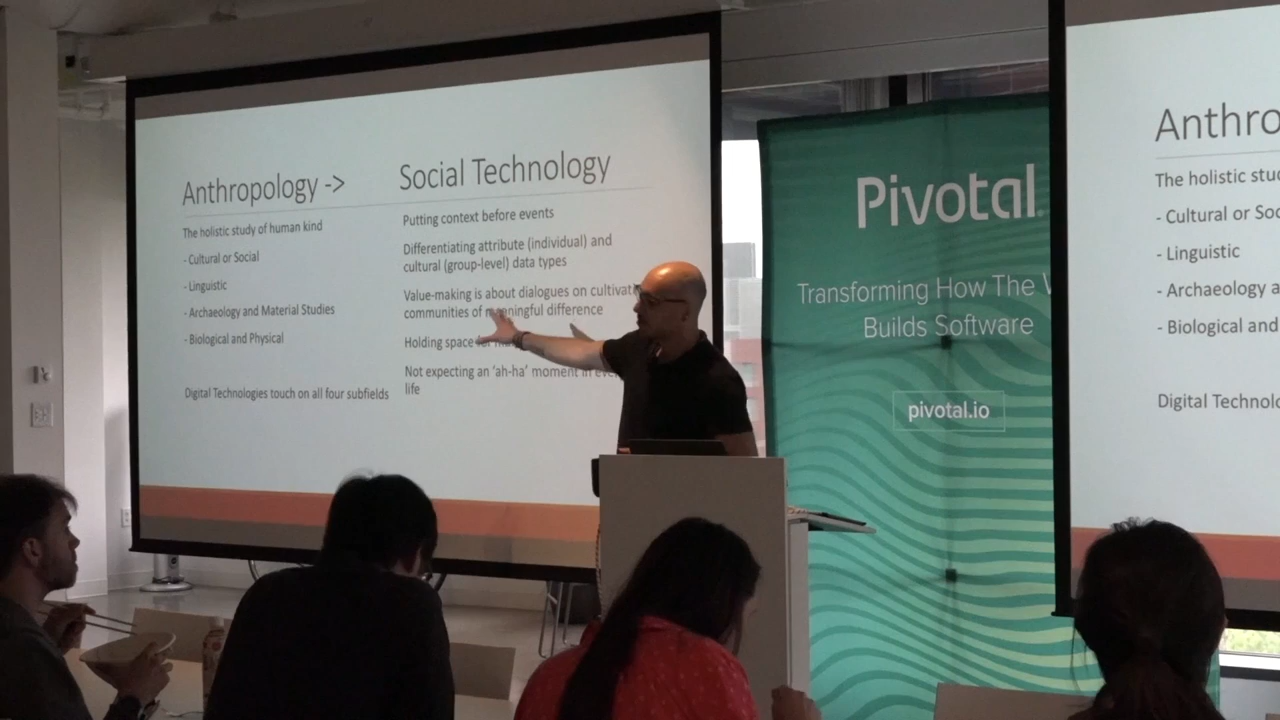 Anthropology ->
The holistic study of human kind
- Cultural or Social
- Linguistic
- Archaeology and Material Studies
- Biological and Physical
Digital Technologies touch on all four subfields
Social Technology
Putting context before events
Differentiating attribute (individual) and
cultural (group-level) data types
Value-making is about dialogues on
communities of meaningful difference
Holding space
Not expecting an 'ah-ha' moment in
life
Pivotal
Transforming How The
Builds Software
pivotal.io
Anthro
The holistic
- Cultural or
- Linguistic
- Archaeology
- Biological and
Digital